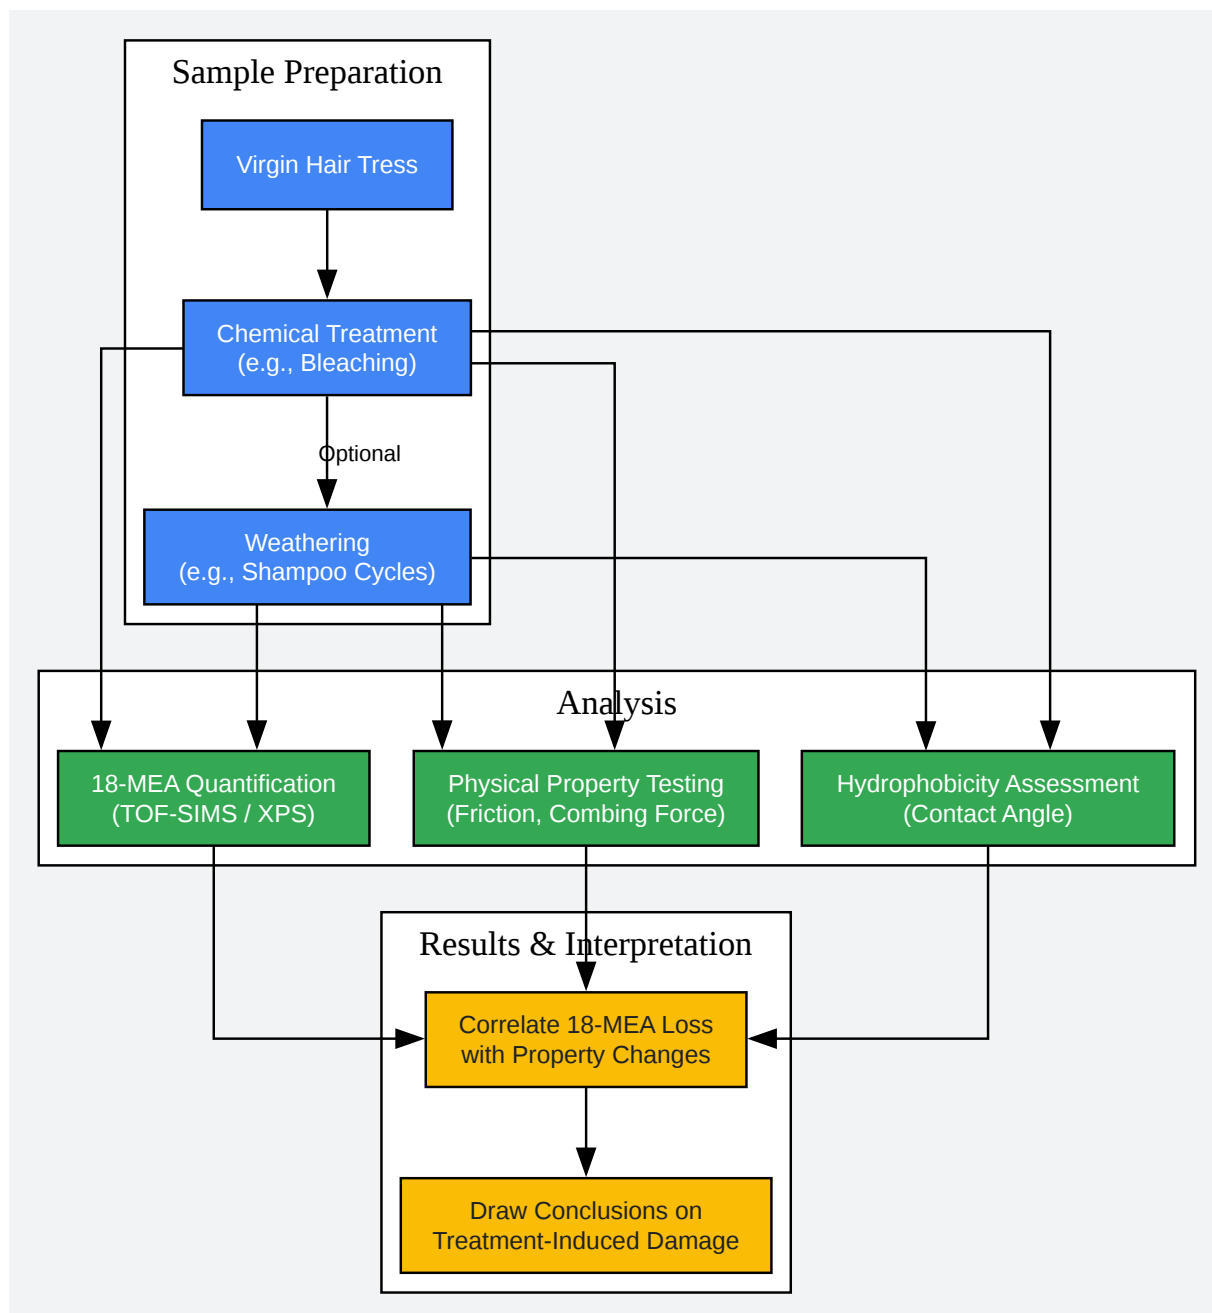 Sample Preparation
Virgin Hair Tress
Chemical Treatment
(e.g., Bleaching)
Optional
Weathering
(e.g., Shampoo Cycles)
Analysis
18-MEA Quantification
(TOF-SIMS / XPS)
Physical Property Testing
(Friction, Combing Force)
Hydrophobicity Assessment
(Contact Angle)
Results & Interpretation
Correlate 18-MEA Loss
with Property Changes
Draw Conclusions on
Treatment-Induced Damage